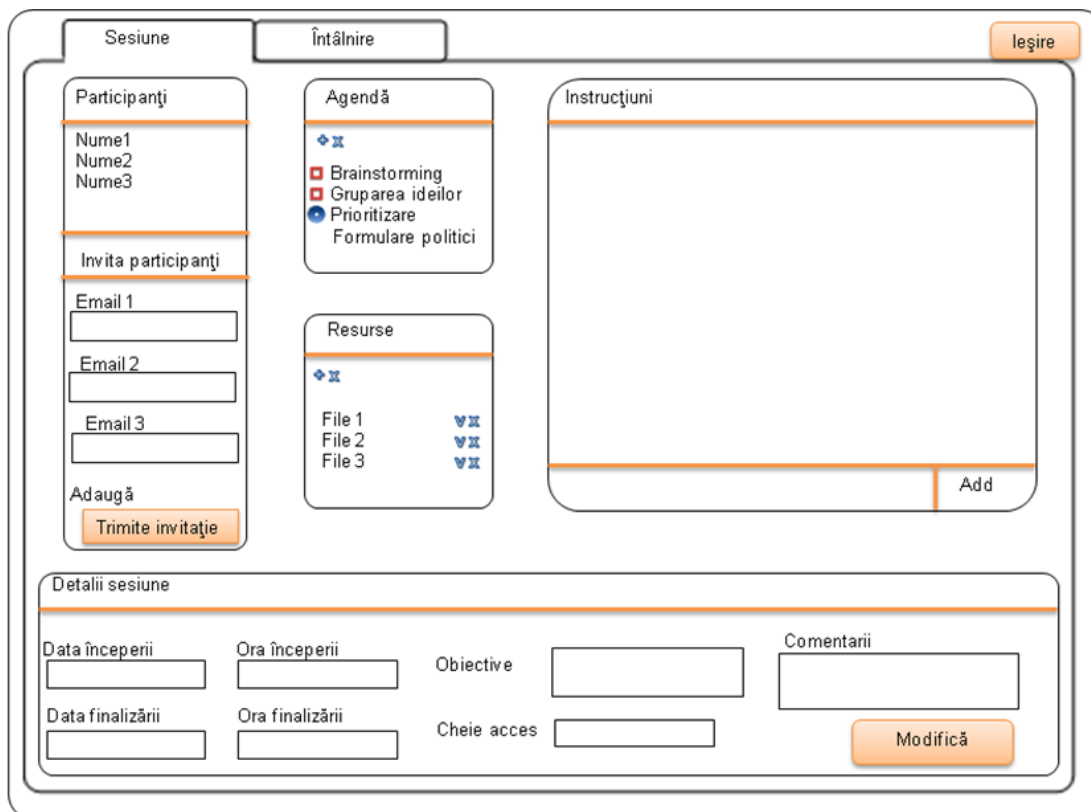 Sesiune
Întâlnire
Ieşire
Participanţi
Nume1
Nume2
Nume3
Invita participanţi
Email 1
Email 2
Email 3
Adaugă
Trimite invitaţie
Agendă
Brainstorming
Gruparea ideilor
Prioritizare
Formulare politici
Resurse
File 1
File 2
File 3
Instrucţiuni
Add
Detalii sesiune
Data începerii
Ora începerii
Obiective
Comentarii
Data finalizării
Ora finalizării
Cheie acces
Modifică